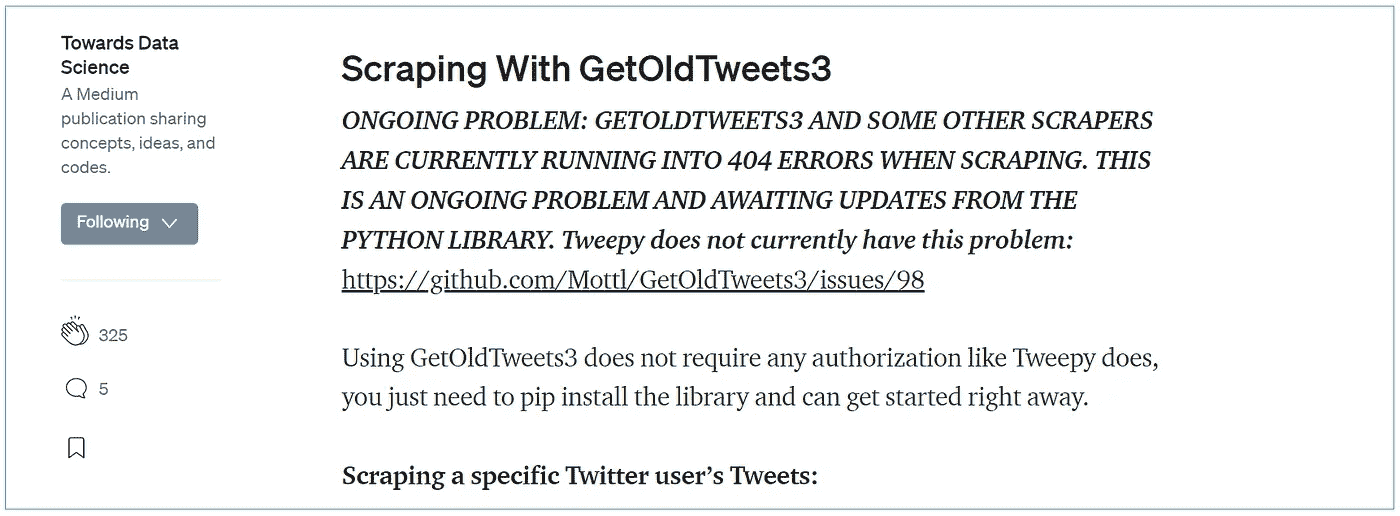 Towards Data
Science
A Medium
publication sharing
concepts, ideas, and
codes.
Following
325
5
Scraping With GetOldTweets3
ONGOING PROBLEM: GETOLDTWEETS3 AND SOME OTHER SCRAPERS
ARE CURRENTLY RUNNING INTO 404 ERRORS WHEN SCRAPING. THIS
IS AN ONGOING PROBLEM AND AWAITING UPDATES FROM THE
PYTHON LIBRARY. Tweepy does not currently have this problem:
https://github.com/Mottl/GetOldTweets3/issues/98
Using GetOldTweets3 does not require any authorization like Tweepy does,
you just need to pip install the library and can get started right away.
Scraping a specific Twitter user’s Tweets: